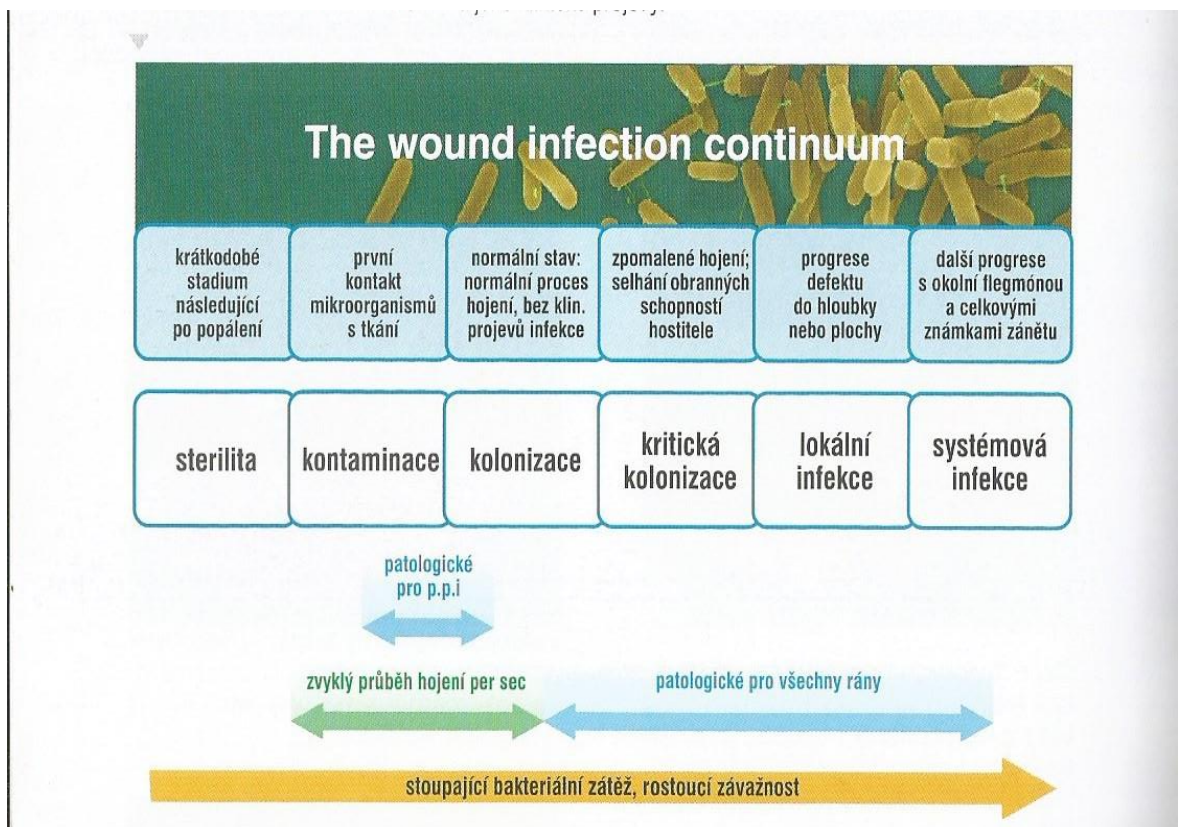 The wound infection continuum
krátkodobé
stadium
následující
po popálení
první
kontakt
mikroorganismů
s tkání
normální stav:
normální proces
hojení, bez klin.
projevů infekce
zpomalené hojení;
selhání obranných
schopností
hostitele
progrese
defektu
do hloubky
nebo plochy
další progrese
s okolní flegmónou
a celkovými
známkami zánětu
sterilita
kontaminace
kolonizace
kritická
kolonizace
lokální
infekce
systémová
infekce
patologické
pro p.p.i
zvyklý průběh hojení per sec
patologické pro všechny rány
stoupající bakteriální zátěž, rostoucí závažnost